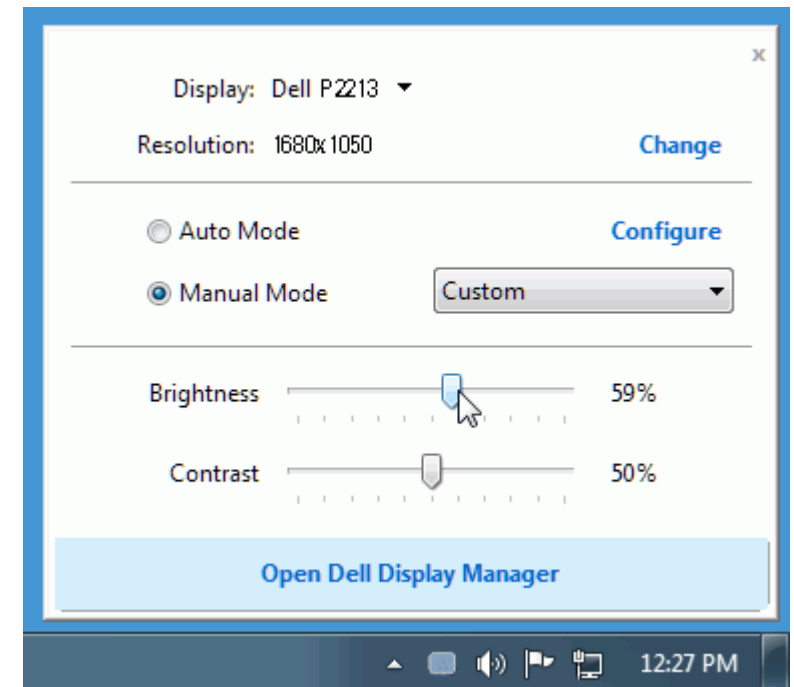 x
Display: Dell P2213
Resolution: 1680x1050 Change
Auto Mode Configure
Manual Mode Custom
Brightness 59%
Contrast 50%
Open Dell Display Manager
12:27 PM